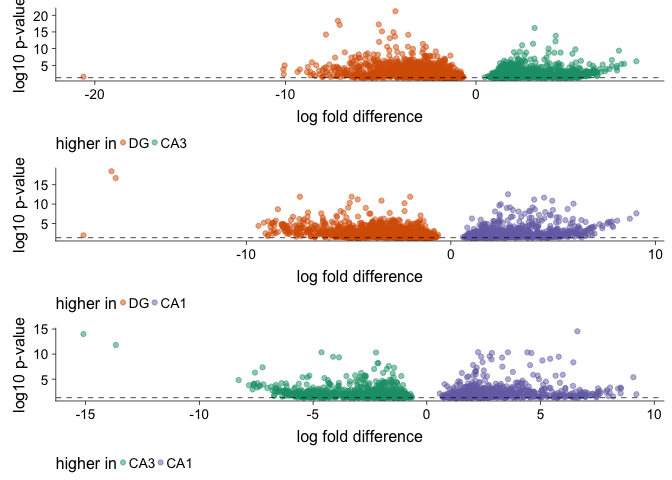 log10 p-value
20
15
10
5
-20 -10 0
log fold difference
higher in DG CA3
log10 p-value
15
10
5
-10 0 10
log fold difference
higher in DG CA1
log10 p-value
15
10
5
-15 -10 -5 0 5 10
log fold difference
higher in CA3 CA1